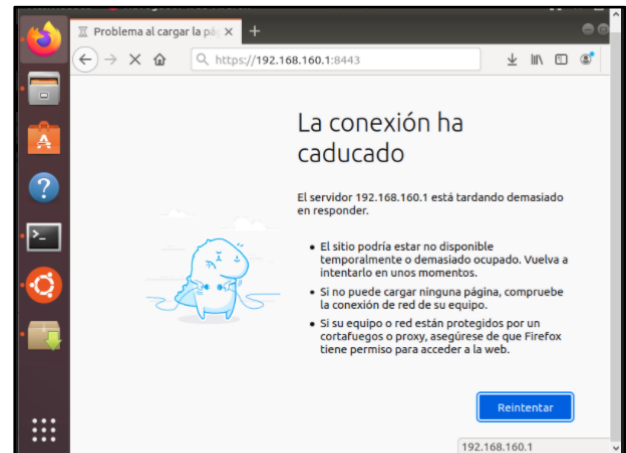 Problema al cargar la pág
https://192.168.160.1:8443
La conexión ha
caducado
El servidor 192.168.160.1 está tardando demasiado
en responder.
El sitio podría estar no disponible
temporalmente o demasiado ocupado. Vuelva a
intentarlo en unos momentos.
Si no puede cargar ninguna página, compruebe
la conexión de red de su equipo.
Si su equipo o red están protegidos por un
cortafuegos o proxy, asegúrese de que Firefox
tiene permiso para acceder a la web.
Reintentar
192.168.160.1